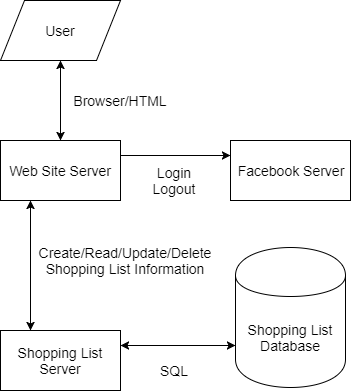 User
Browser/HTML
Web Site Server
Login
Logout
Facebook Server
Create/Read/Update/Delete
Shopping List Information
Shopping List
Server
SQL
Shopping List
Database